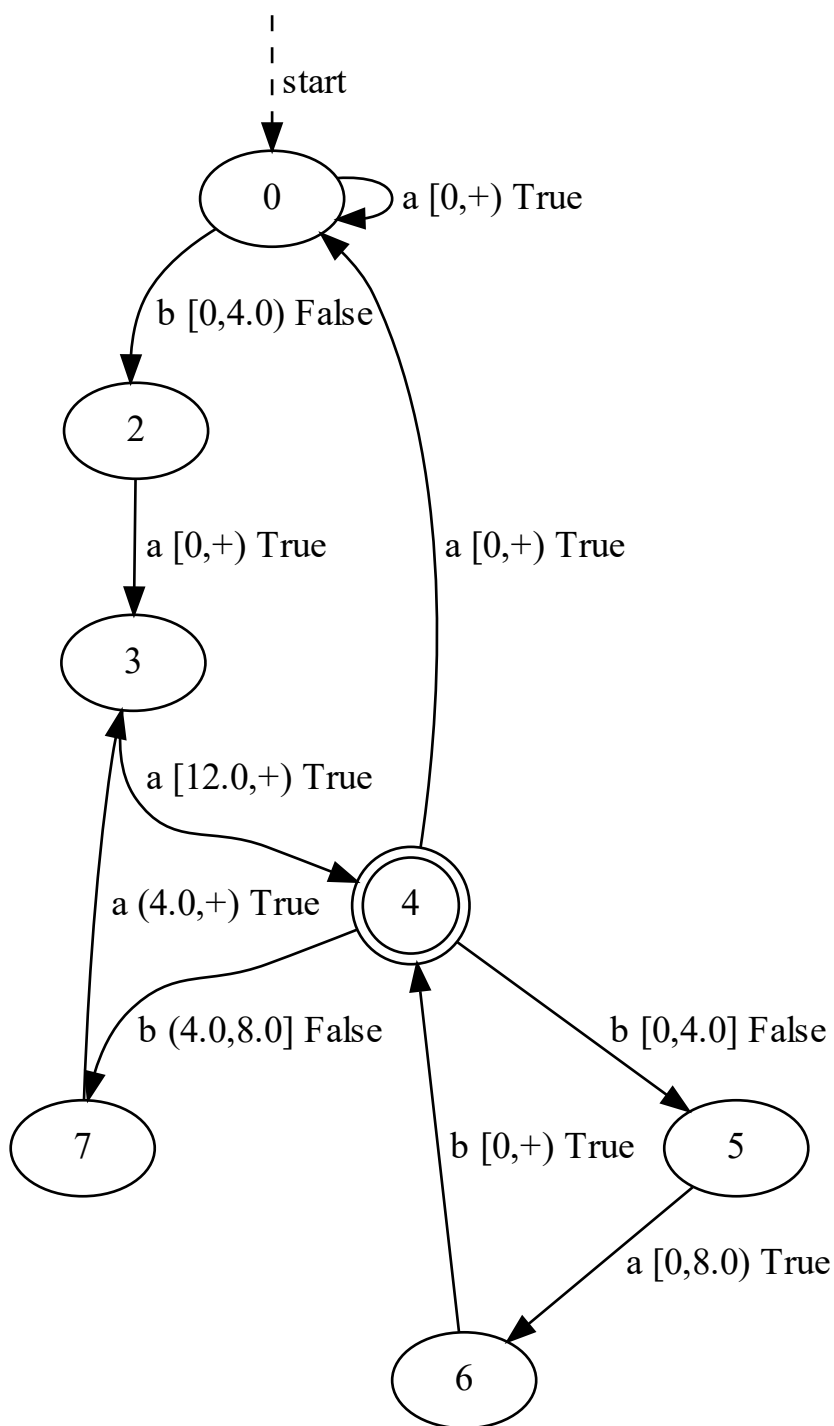 start
0
a [0,+) True
b [0,4.0) False
2
a [0,+) True
a [0,+) True
3
a [12.0,+) True
a (4.0,+) True
4
b (4.0,8.0] False
b [0,4.0] False
7
b [0,+) True
5
a [0,8.0) True
6